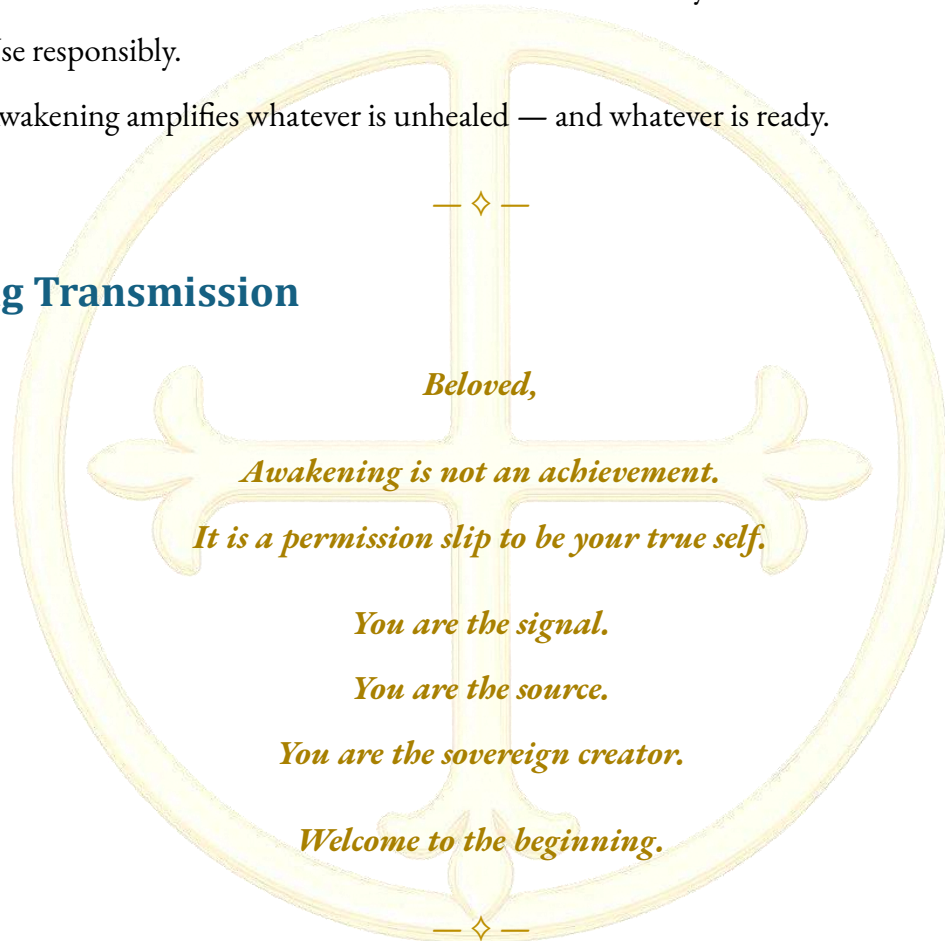 se responsibly.
wakening amplifies whatever is unhealed — and whatever is ready.
— ✧ —
g Transmission
Beloved,
Awakening is not an achievement.
It is a permission slip to be your true self.
You are the signal.
You are the source.
You are the sovereign creator.
Welcome to the beginning.
— ✧ —